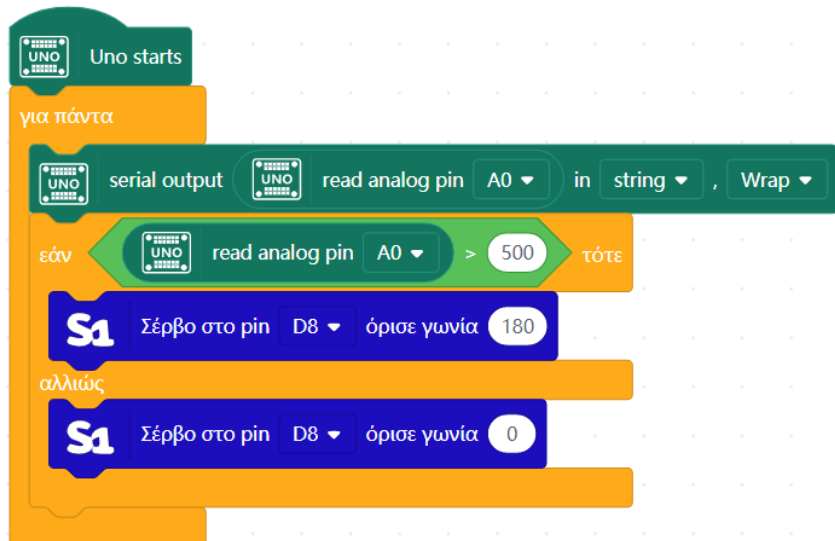 UNO Uno starts
για πάντα
UNO serial output UNO read analog pin A0 in string , Wrap
εάν UNO read analog pin A0 > 500 τότε
S1 Σέρβο στο pin D8 όρισε γωνία 180
αλλιώς
S1 Σέρβο στο pin D8 όρισε γωνία 0